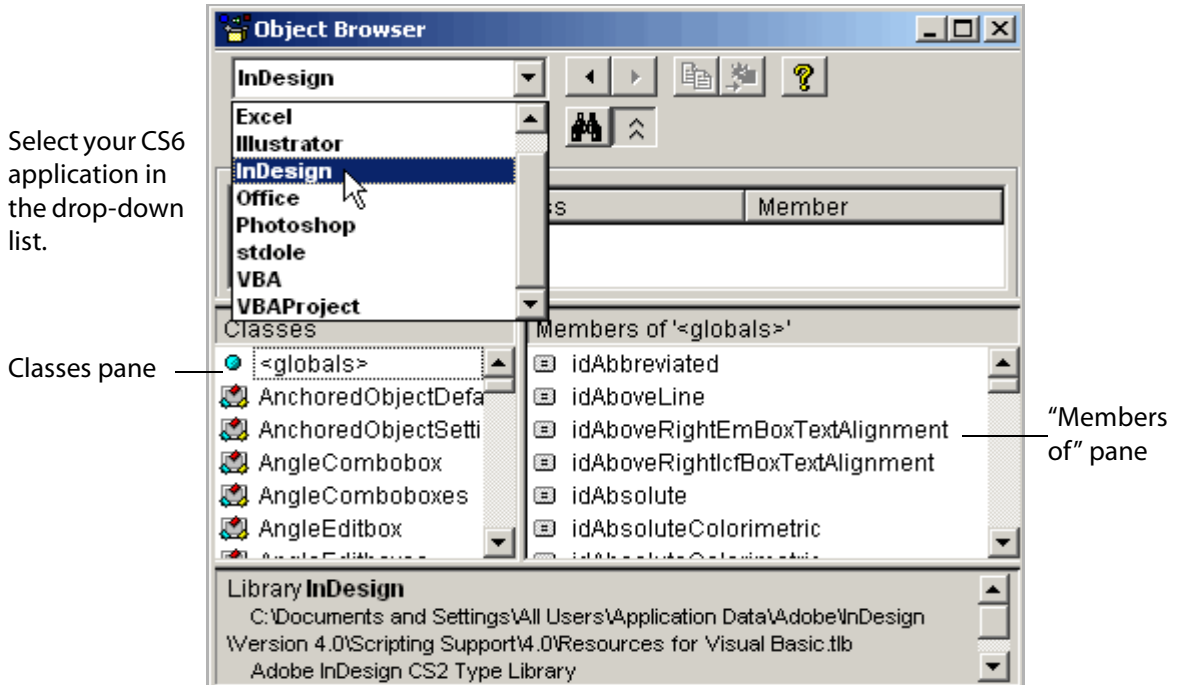 Object Browser
InDesign
Excel
Illustrator
InDesign
Office
Photoshop
stdole
VBA
VBAProject
Select your CS6
application in
the drop-down
list.
ss
Member
Classes
Members of '<globals>'
Classes pane
<globals>
AnchoredObjectDefa
AnchoredObjectSetti
AngleCombobox
AngleComboboxes
AngleEditbox
idAbbreviated
idAboveLine
idAboveRightEmBoxTextAlignment
idAboveRightIcfBoxTextAlignment
idAbsolute
idAbsoluteColorimetric
"Members
of" pane
Library InDesign
C:\Documents and Settings\All Users\Application Data\Adobe\InDesign
\Version 4.0\Scripting Support\4.0\Resources for Visual Basic.tlb
Adobe InDesign CS2 Type Library